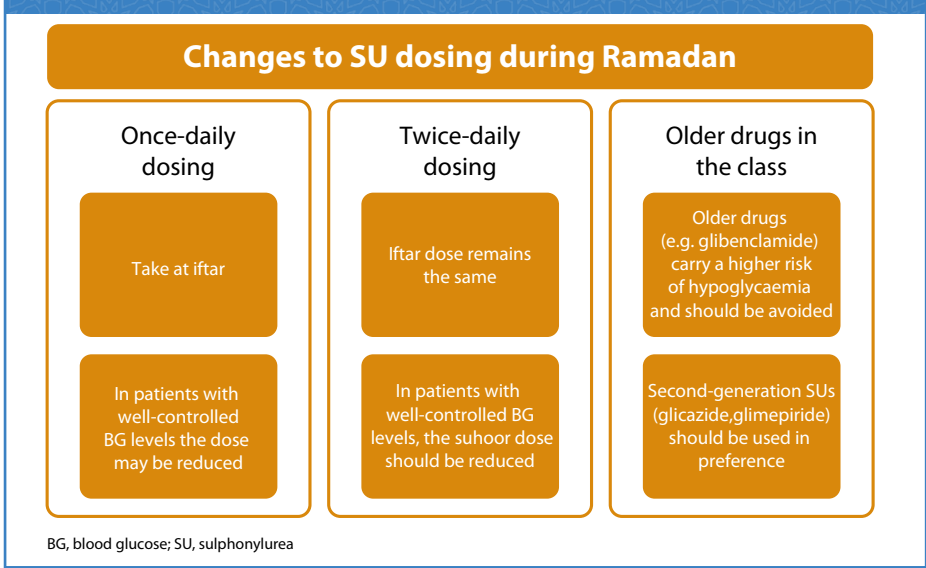 Changes to SU dosing during Ramadan
Once-daily
dosing
Take at iftar
In patients with
well-controlled
BG levels the dose
may be reduced
Twice-daily
dosing
Iftar dose remains
the same
In patients with
well-controlled BG
levels, the suhoor dose
should be reduced
Older drugs in
the class
Older drugs
(e.g. glibenclamide)
carry a higher risk
of hypoglycaemia
and should be avoided
Second-generation SUs
(glicazide,glimepiride)
should be used in
preference
BG, blood glucose; SU, sulphonylurea